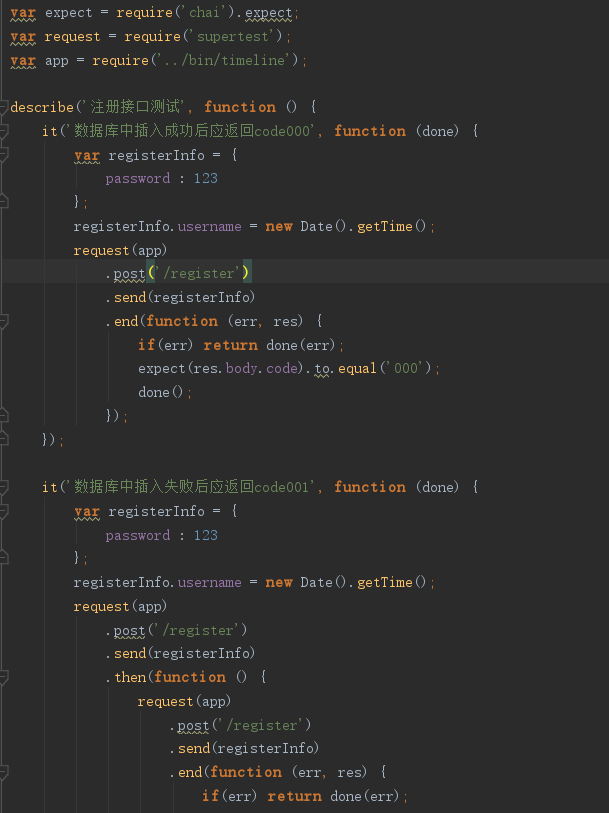 var expect = require('chai').expect;
var request = require('supertest');
var app = require('../bin/timeline');
describe('注册接口测试', function () {
it('数据库中插入成功后应返回code000', function (done) {
var registerInfo = {
password : 123
};
registerInfo.username = new Date().getTime();
request(app)
.post('/register')
.send(registerInfo)
.end(function (err, res) {
if(err) return done(err);
expect(res.body.code).to.equal('000');
done();
});
});
it('数据库中插入失败后应返回code001', function (done) {
var registerInfo = {
password : 123
};
registerInfo.username = new Date().getTime();
request(app)
.post('/register')
.send(registerInfo)
.then(function () {
request(app)
.post('/register')
.send(registerInfo)
.end(function (err, res) {
if(err) return done(err);